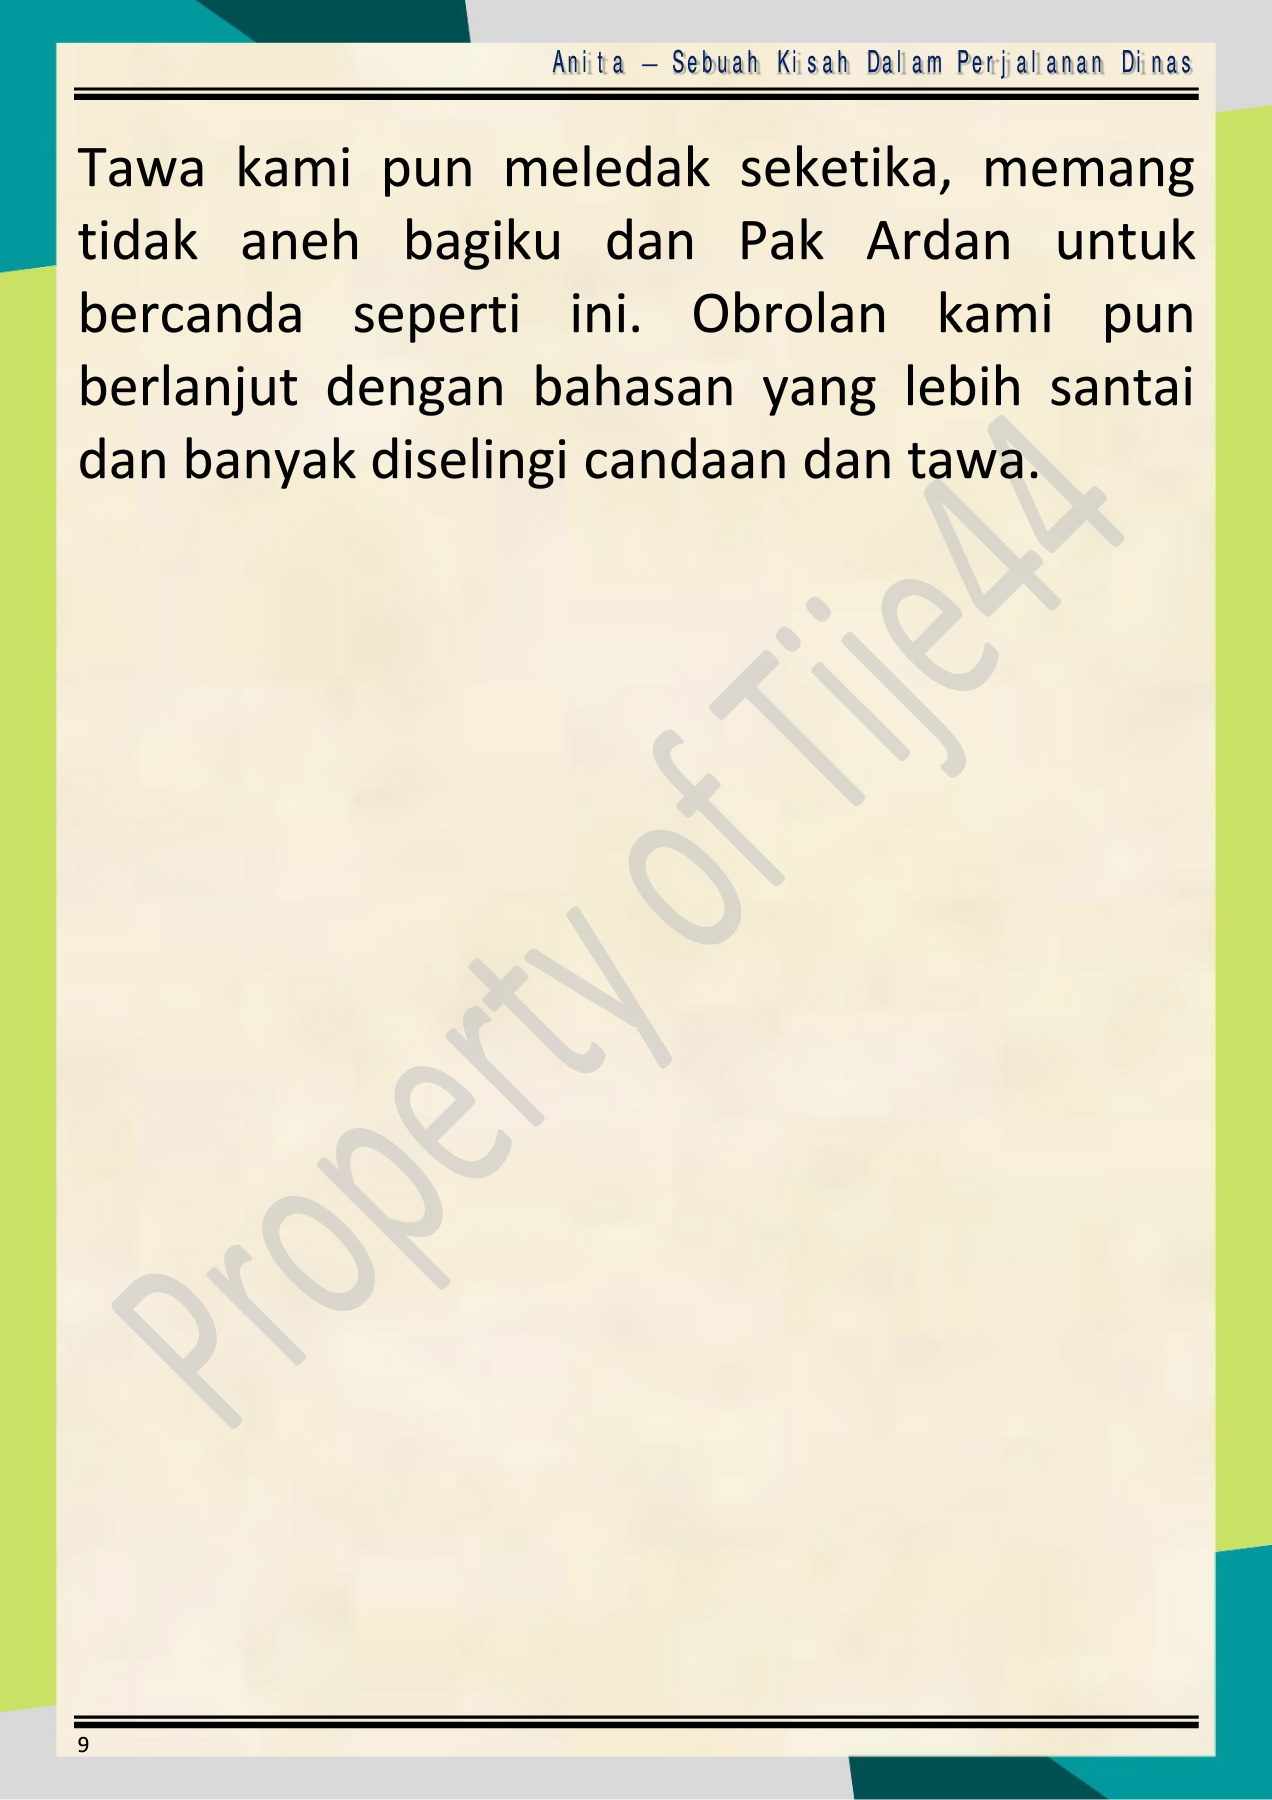 Anita – Sebuah Kisah Dalam Perjalanan Dinas
Tawa kami pun meledak seketika, memang
tidak aneh bagiku dan Pak Ardan untuk
bercanda seperti ini. Obrolan kami pun
berlanjut dengan bahasan yang lebih santai
dan banyak diselingi candaan dan tawa.
Property of Tije44
9